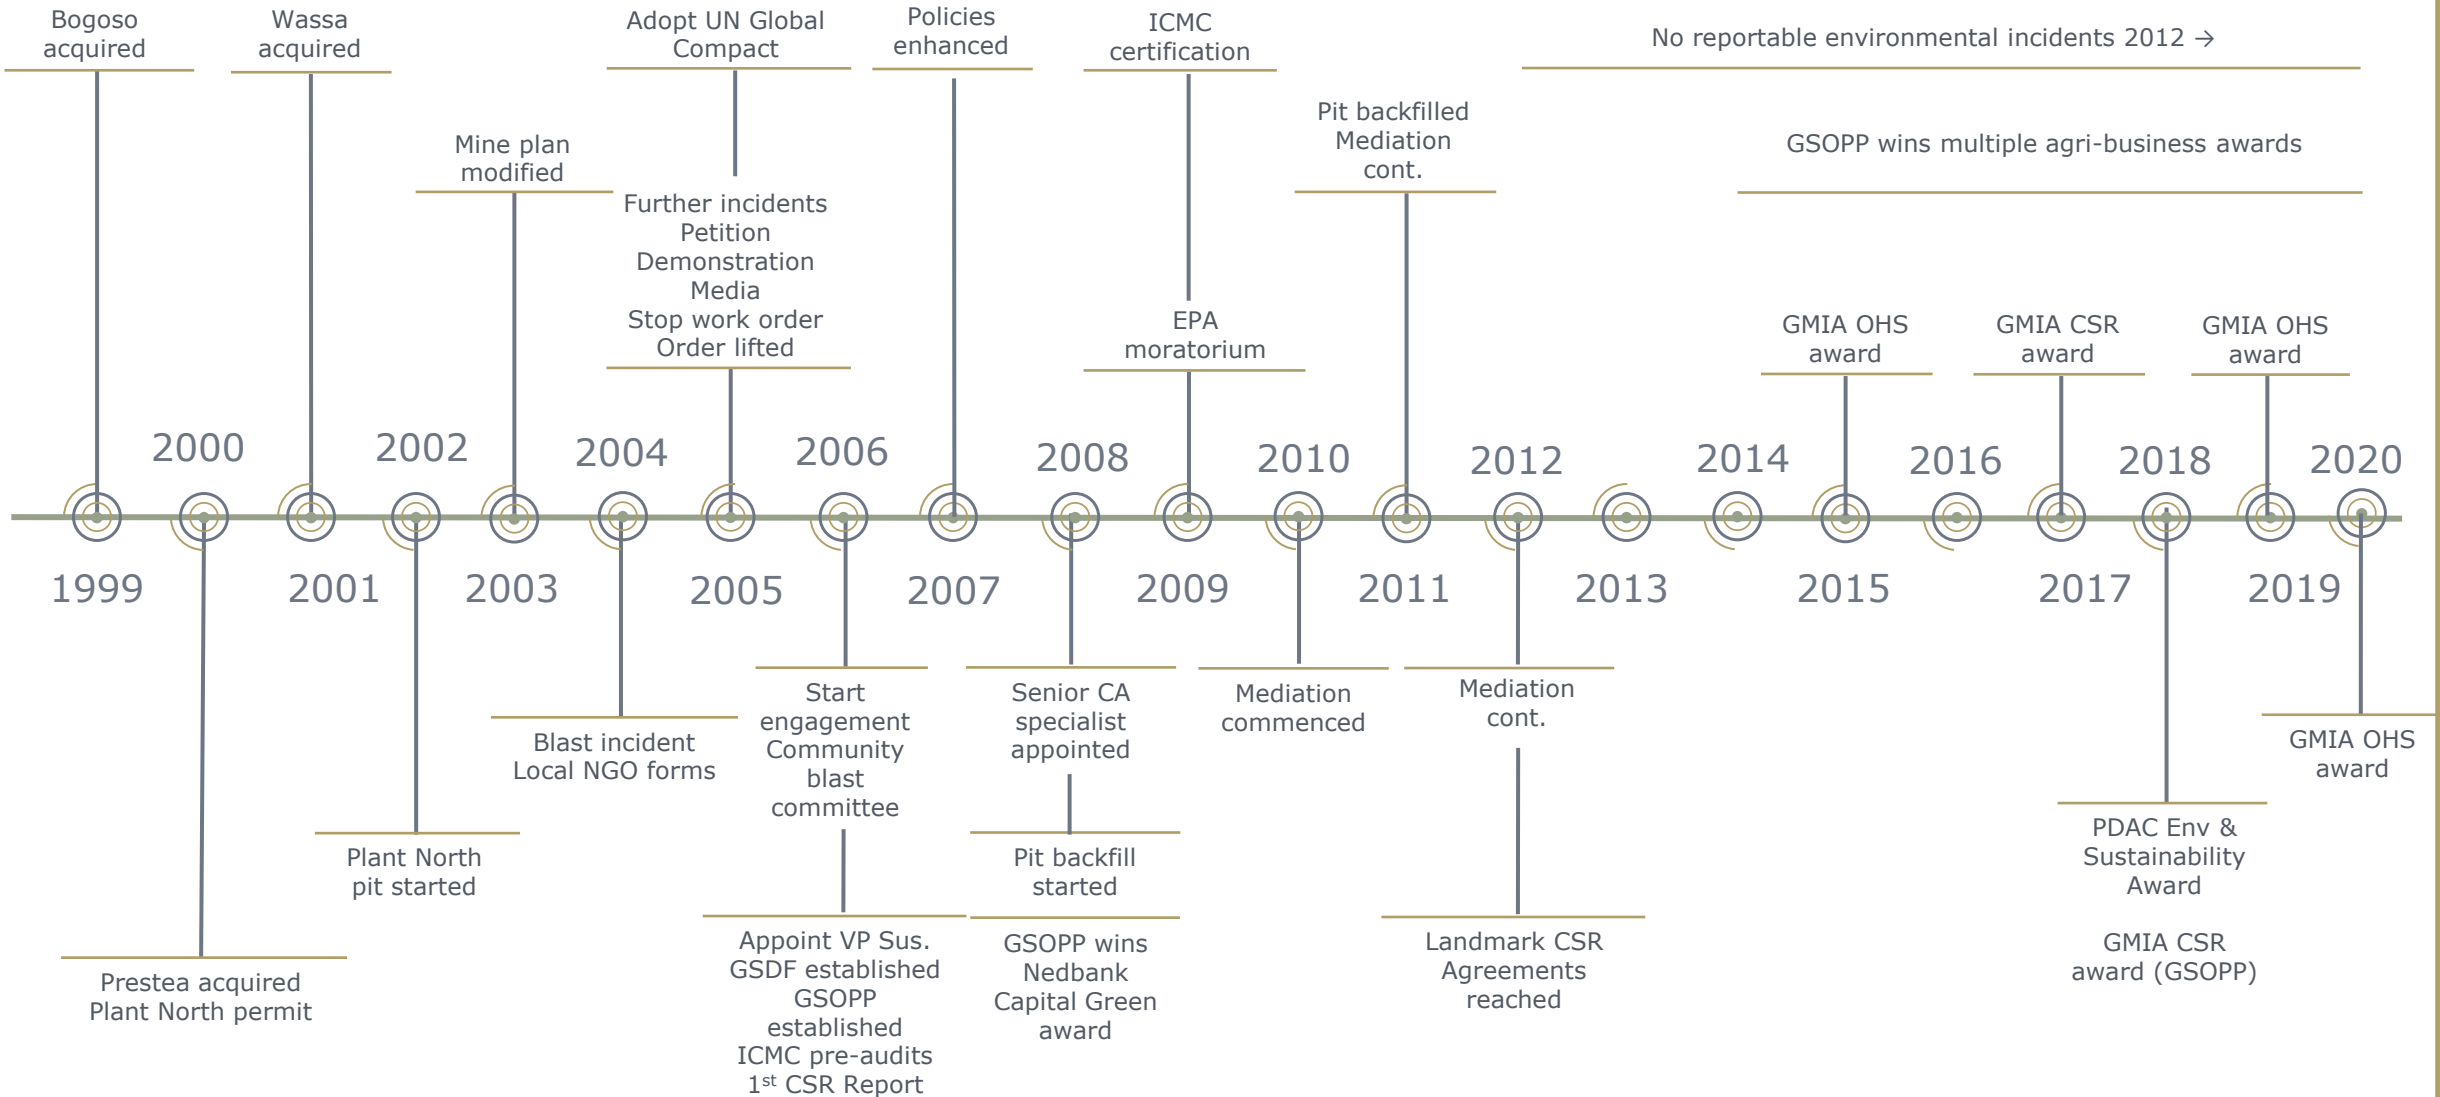 Bogoso
acquired
Wassa
acquired
Adopt UN Global
Compact
Policies
enhanced
ICMC
certification
No reportable environmental incidents 2012 →
Mine plan
modified
Pit backfilled
Mediation
cont.
GSOPP wins multiple agri-business awards
Further incidents
Petition
Demonstration
Media
Stop work order
Order lifted
EPA
moratorium
GMIA OHS
award
GMIA CSR
award
GMIA OHS
award
2000
2002
2004
2006
2008
2010
2012
2014
2016
2018
2020
1999
2001
2003
2005
2007
2009
2011
2013
2015
2017
2019
Prestea acquired
Plant North permit
Plant North
pit started
Blast incident
Local NGO forms
Start
engagement
Community
blast
committee
Appoint VP Sus.
GSDF established
GSOPP
established
ICMC pre-audits
1st CSR Report
Senior CA
specialist
appointed
Pit backfill
started
GSOPP wins
Nedbank
Capital Green
award
Mediation
commenced
Mediation
cont.
Landmark CSR
Agreements
reached
PDAC Env &
Sustainability
Award
GMIA CSR
award (GSOPP)
GMIA OHS
award